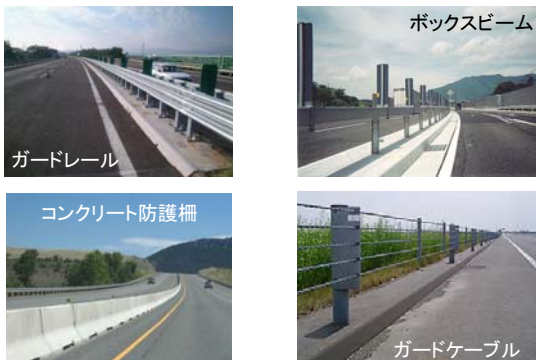 ガードレール
ボックスビーム
コンクリート防護柵
ガードケーブル